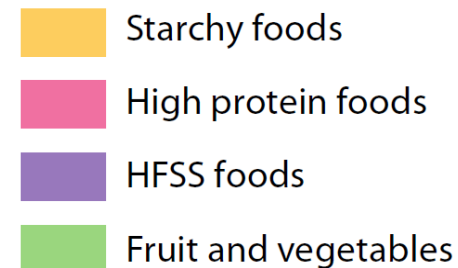 Starchy foods
High protein foods
HFSS foods
Fruit and vegetables